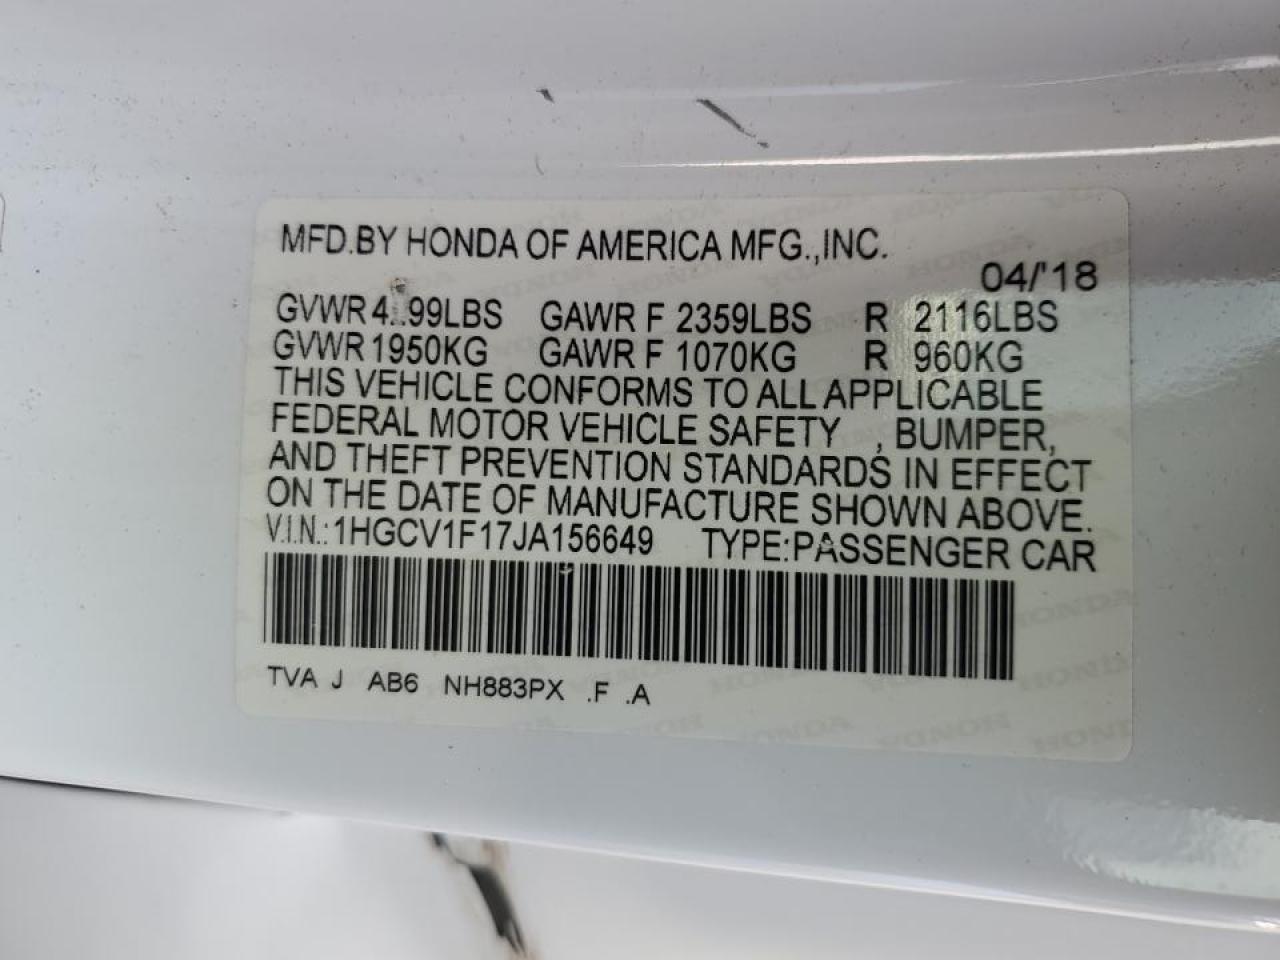 MFD.BY HONDA OF AMERICA MFG.,INC.
04/'18
GVWR GAWR F 2359LBS R 2116LBS
GVWR 1950KG GAWR F 1070KG R 960KG
THIS VEHICLE CONFORMS TO ALL APPLICABLE
FEDERAL MOTOR VEHICLE SAFETY , BUMPER,
AND THEFT PREVENTION STANDARDS IN EFFECT
ON THE DATE OF MANUFACTURE SHOWN ABOVE.
V.I.N.: 1HGCV1F17JA156649 TYPE:PASSENGER CAR
TVA J AB6 NH883PX .F .A